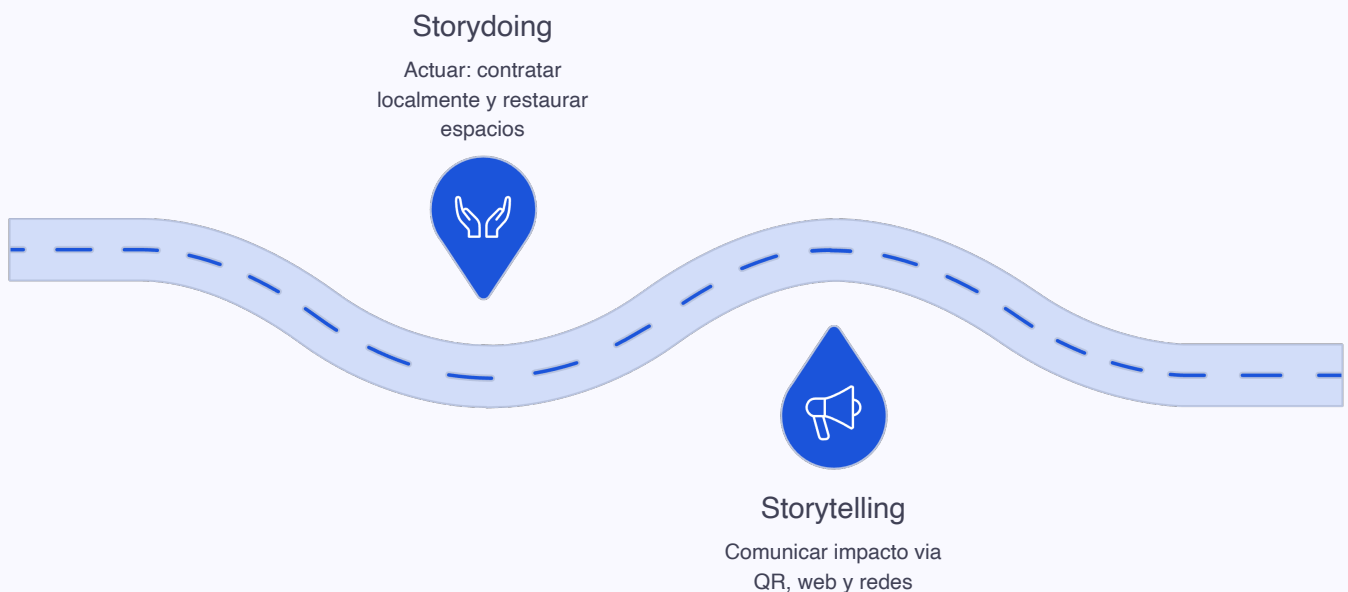 Storydoing
Actuar: contratar
localmente y restaurar
espacios
Storytelling
Comunicar impacto via
QR, web y redes